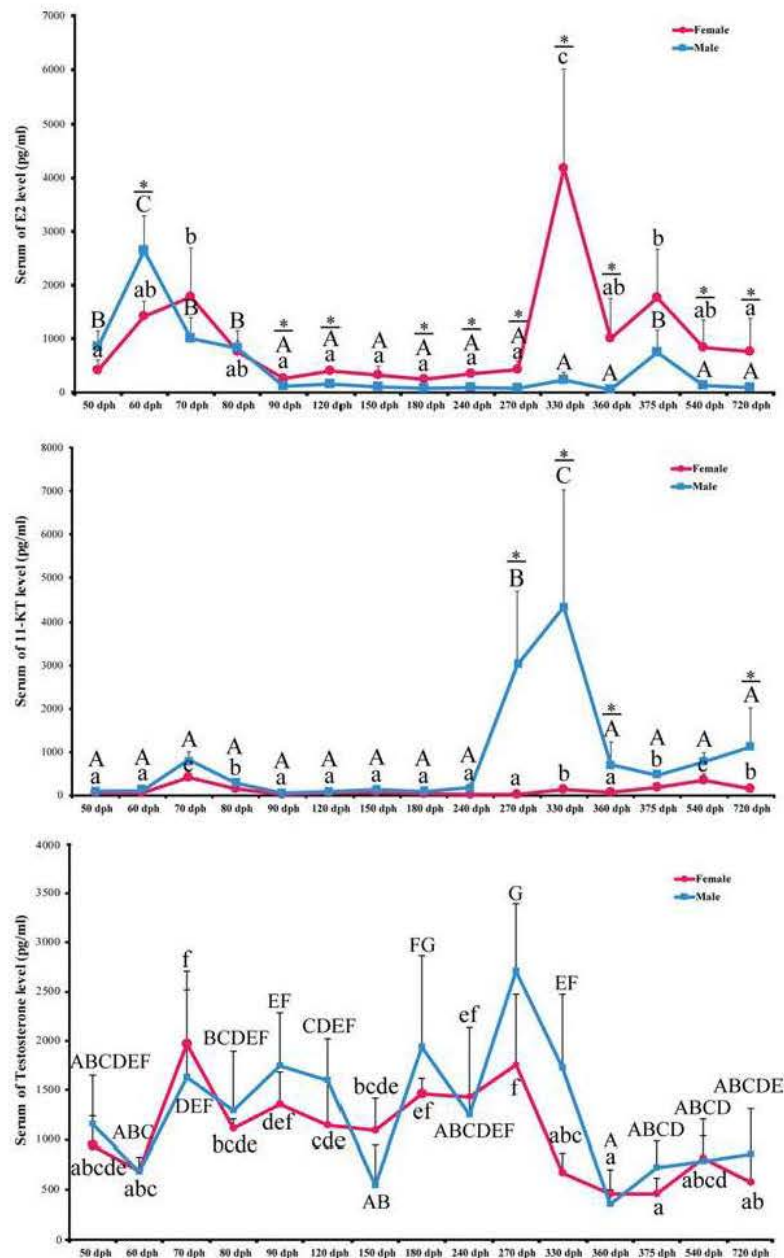 7000
6000
5000
4000
3000
2000
1000
0
Serum of E2 level (pg/ml)
Female
Male
* C * c
B a ab b B B ab
* A a * A a A a * A a * A a * A a
A * ab A b B * ab A * a A
50 dph 60 dph 70 dph 80 dph 90 dph 120 dph 150 dph 180 dph 240 dph 270 dph 330 dph 360 dph 375 dph 540 dph 720 dph
8000
7000
6000
5000
4000
3000
2000
1000
0
Serum of 11-KT level (pg/ml)
Female
Male
* B * C * A * A
A A A A A A A A A A A
a a c b a a a a a a b a b c b
50 dph 60 dph 70 dph 80 dph 90 dph 120 dph 150 dph 180 dph 240 dph 270 dph 330 dph 360 dph 375 dph 540 dph 720 dph
4000
3500
3000
2500
2000
1500
1000
500
0
Serum of Testosterone level (pg/ml)
Female
Male
ABCDEF ABC f BCDEF EF CDEF bcde FG ef G EF A ABCD ABCD ABCDE
abcde abc DEF bcde def cde AB ef ABCDEF f abc a a abcd ab
50 dph 60 dph 70 dph 80 dph 90 dph 120 dph 150 dph 180 dph 240 dph 270 dph 330 dph 360 dph 375 dph 540 dph 720 dph